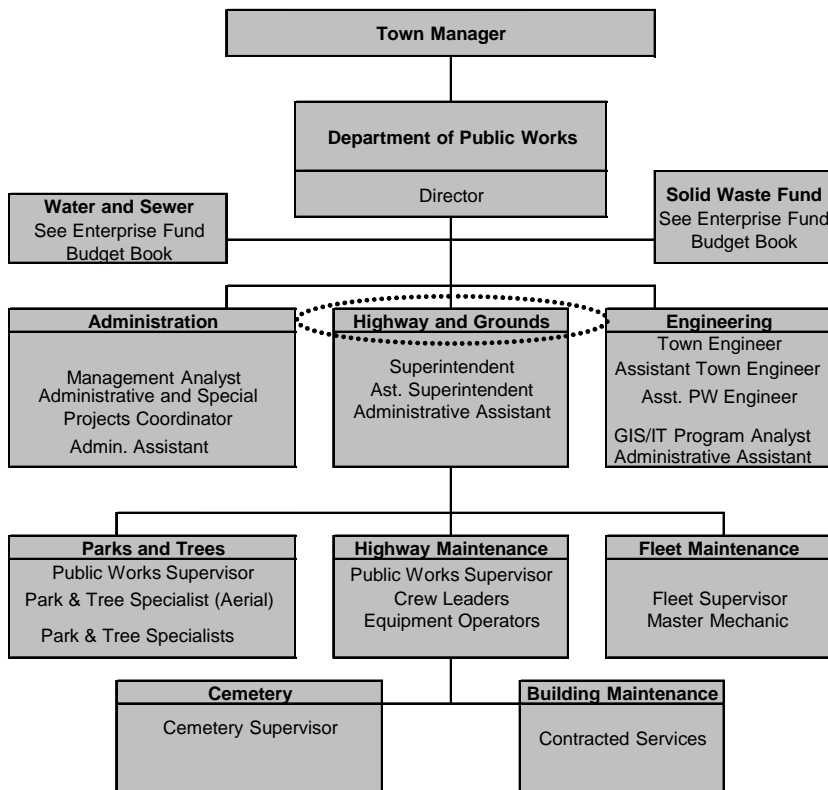 Town Manager
Department of Public Works
Director
Water and Sewer
See Enterprise Fund
Budget Book
Solid Waste Fund
See Enterprise Fund
Budget Book
Administration
Management Analyst
Administrative and Special
Projects Coordinator
Admin. Assistant
Highway and Grounds
Superintendent
Ast. Superintendent
Administrative Assistant
Engineering
Town Engineer
Assistant Town Engineer
Asst. PW Engineer
GIS/IT Program Analyst
Administrative Assistant
Parks and Trees
Public Works Supervisor
Park & Tree Specialist (Aerial)
Park & Tree Specialists
Highway Maintenance
Public Works Supervisor
Crew Leaders
Equipment Operators
Fleet Maintenance
Fleet Supervisor
Master Mechanic
Cemetery
Cemetery Supervisor
Building Maintenance
Contracted Services